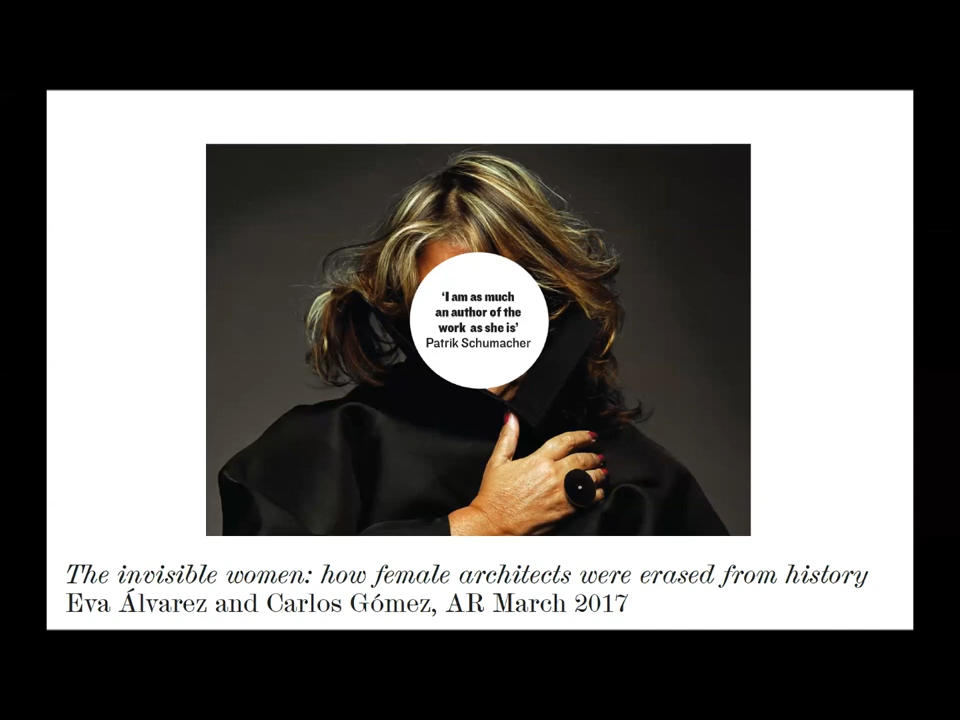 ‘I am as much
an author of the
work as she is’
Patrik Schumacher
The invisible women: how female architects were erased from history
Eva Álvarez and Carlos Gómez, AR March 2017